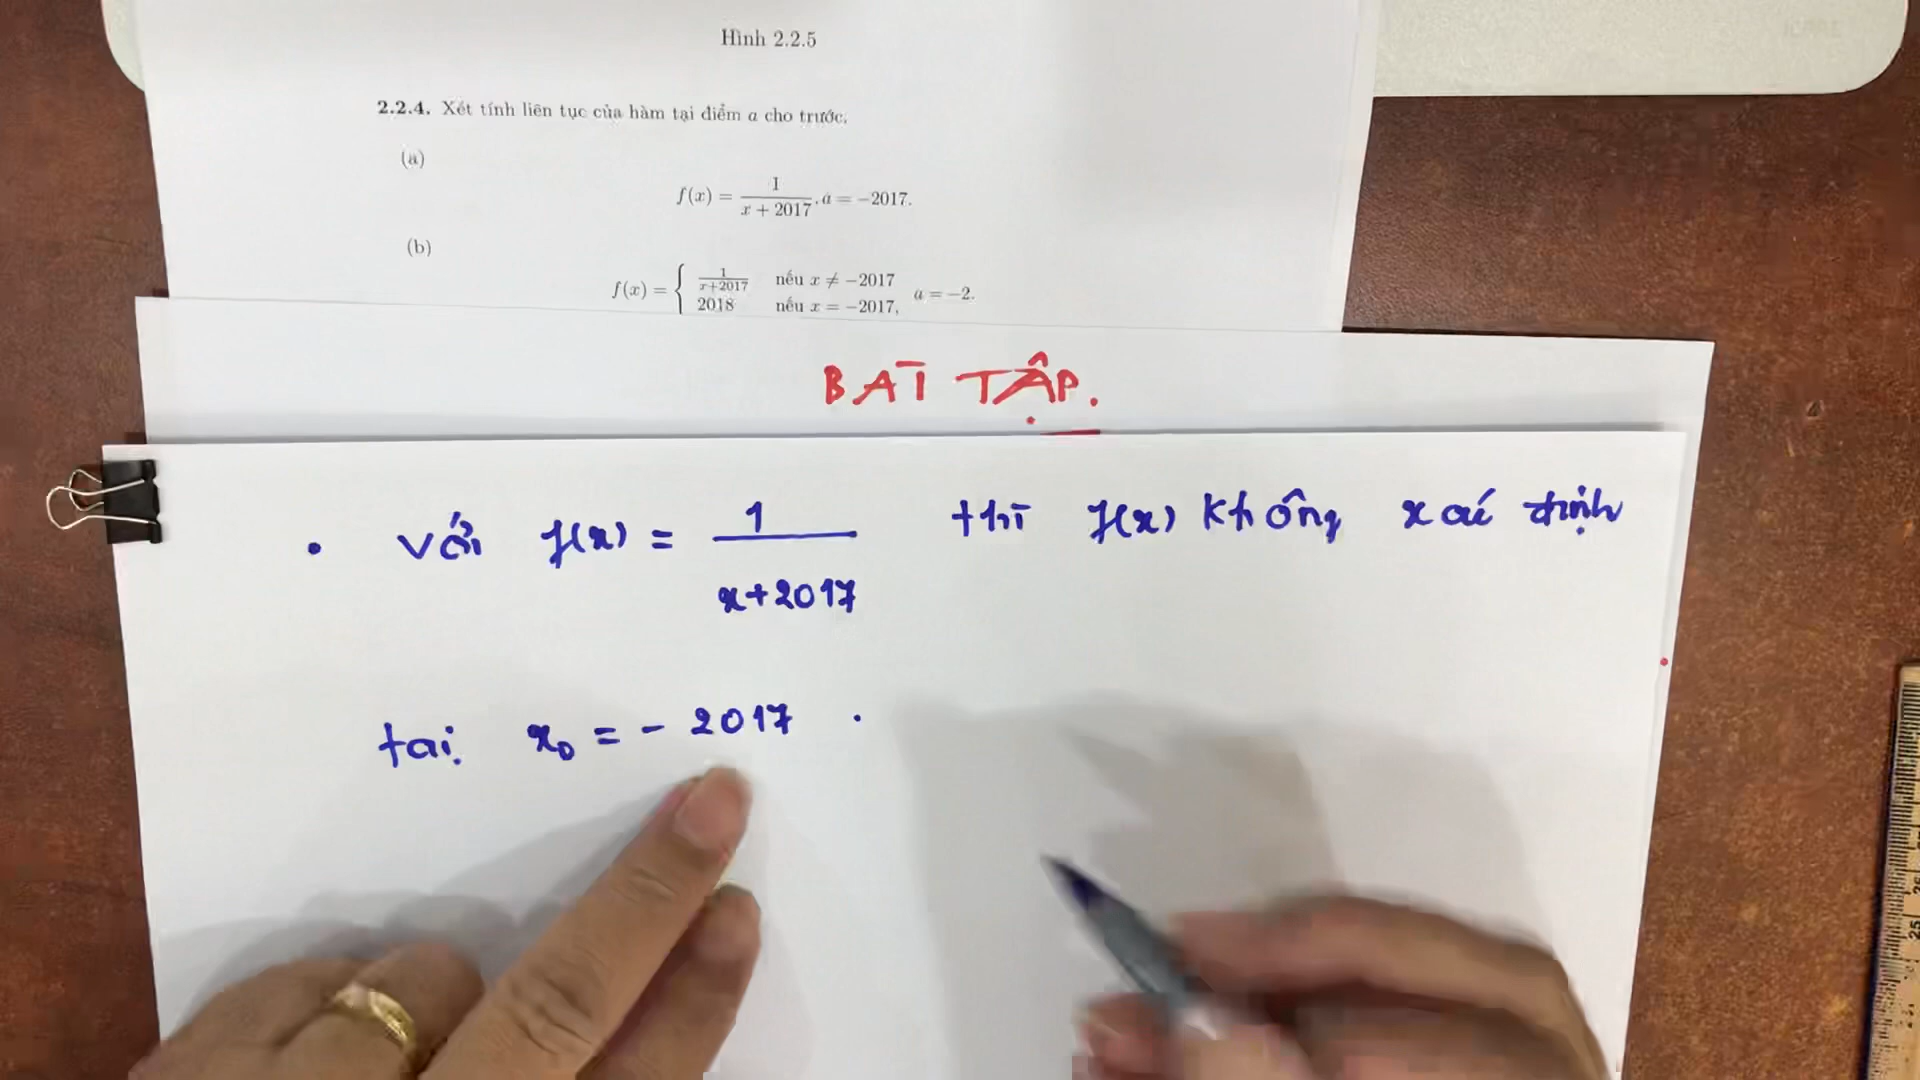 Hình 2.2.5
2.2.4. Xét tính liên tục của hàm tại điểm a cho trước.
(a)
f(x) = 1/(x + 2017), a = −2017.
(b)
f(x) = { 1/(x+2017) nếu x ≠ −2017
2018 nếu x = −2017, a = −2.
BÀI TẬP.
• Với f(x) = 1/(x+2017) thì f(x) không xác định
tại x₀ = − 2017 .